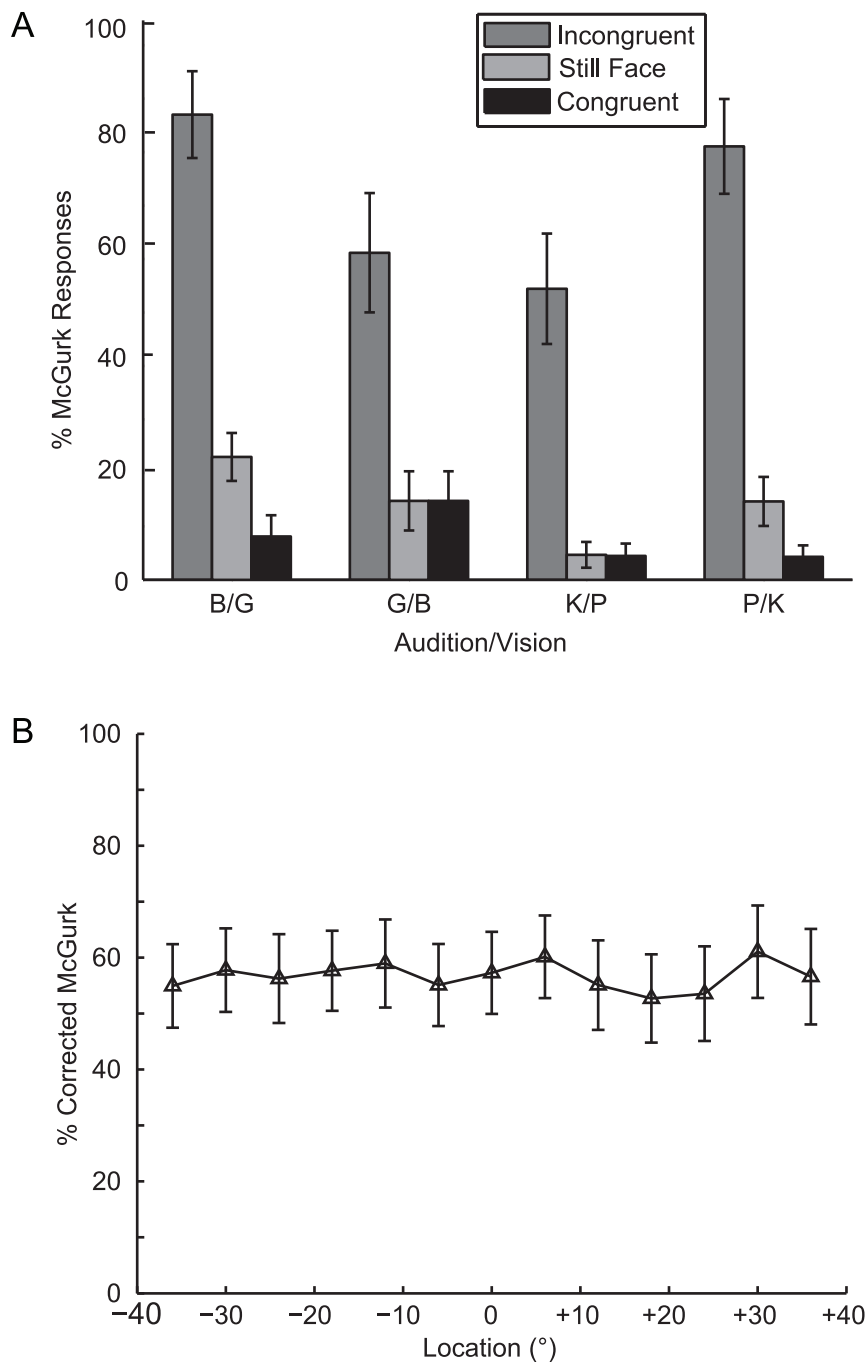 A
100
80
60
40
20
0
% McGurk Responses
Incongruent
Still Face
Congruent
B/G G/B K/P P/K
Audition/Vision
B
100
80
60
40
20
0
% Corrected McGurk
−40 −30 −20 −10 0 +10 +20 +30 +40
Location (°)